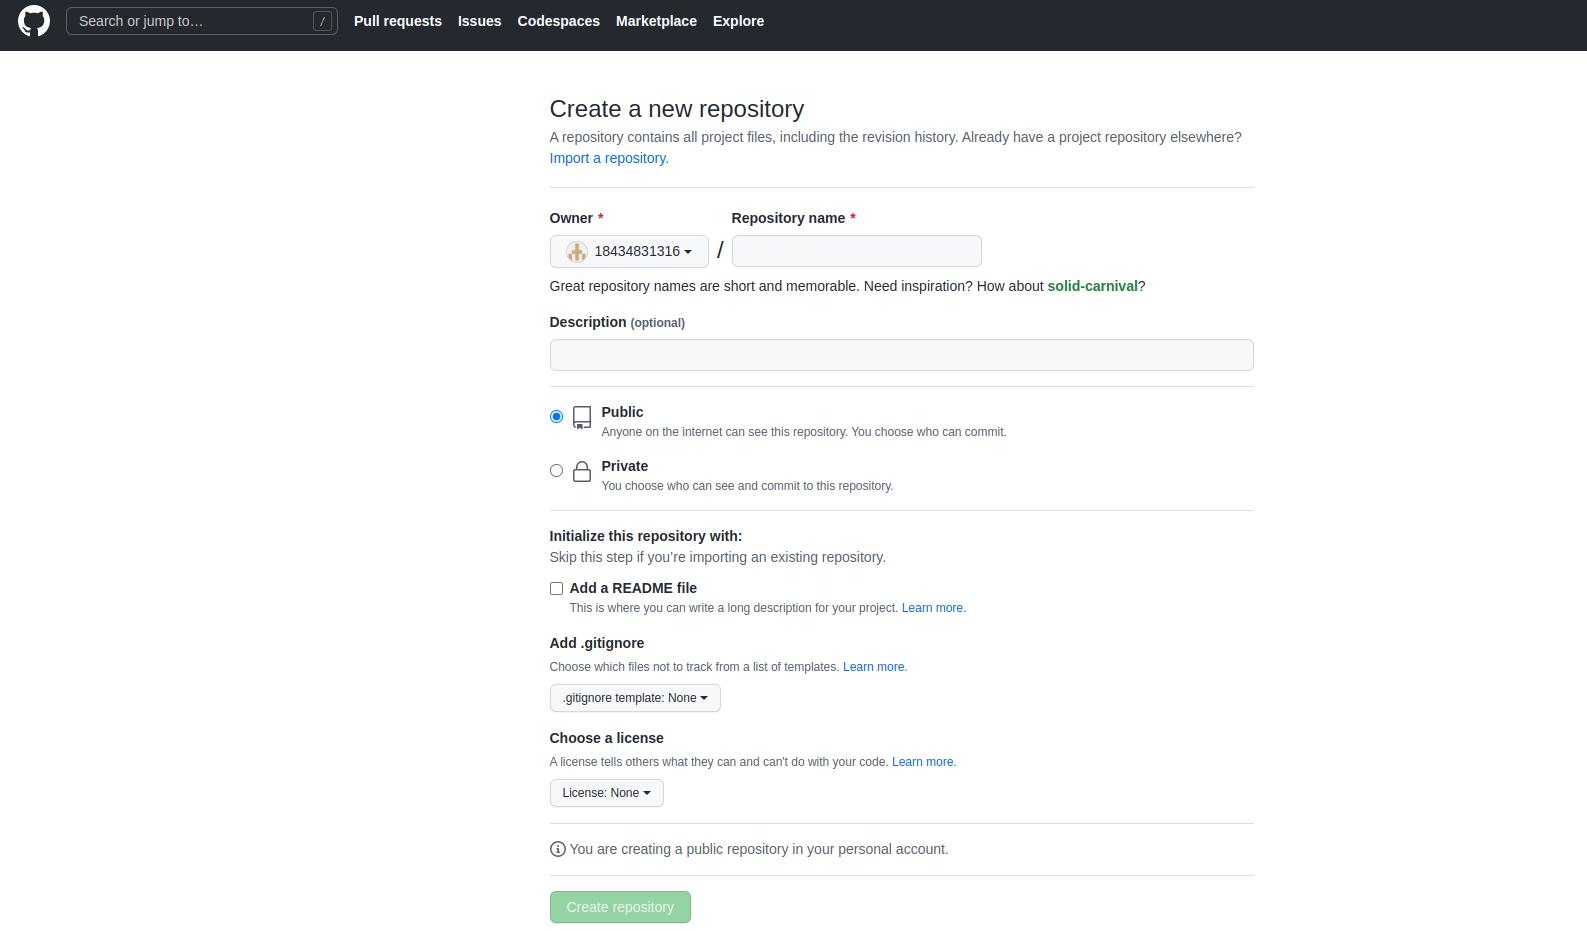 Search or jump to… /
Pull requests Issues Codespaces Marketplace Explore
Create a new repository
A repository contains all project files, including the revision history. Already have a project repository elsewhere?
Import a repository.
Owner * Repository name *
18434831316 /
Great repository names are short and memorable. Need inspiration? How about solid-carnival?
Description (optional)
Public
Anyone on the internet can see this repository. You choose who can commit.
Private
You choose who can see and commit to this repository.
Initialize this repository with:
Skip this step if you’re importing an existing repository.
Add a README file
This is where you can write a long description for your project. Learn more.
Add .gitignore
Choose which files not to track from a list of templates. Learn more.
.gitignore template: None
Choose a license
A license tells others what they can and can't do with your code. Learn more.
License: None
You are creating a public repository in your personal account.
Create repository